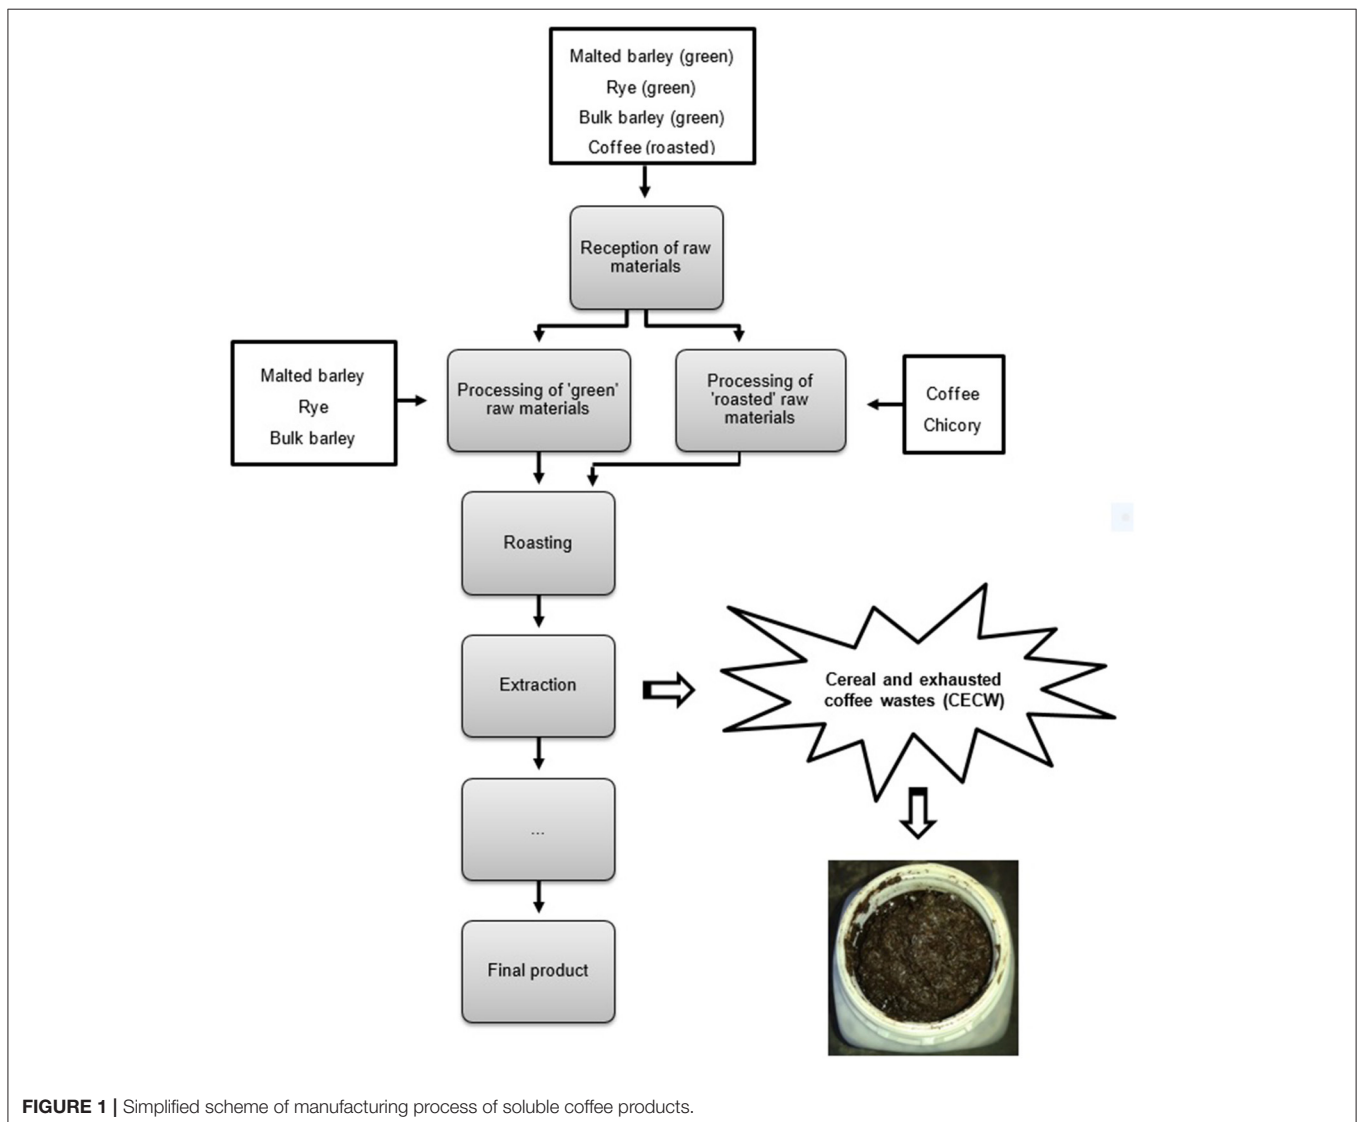 Malted barley (green)
Rye (green)
Bulk barley (green)
Coffee (roasted)
Reception of raw
materials
Malted barley
Rye
Bulk barley
Processing of 'green'
raw materials
Processing of
'roasted' raw
materials
Coffee
Chicory
Roasting
Extraction
Cereal and exhausted
coffee wastes (CECW)
...
Final product
FIGURE 1 | Simplified scheme of manufacturing process of soluble coffee products.